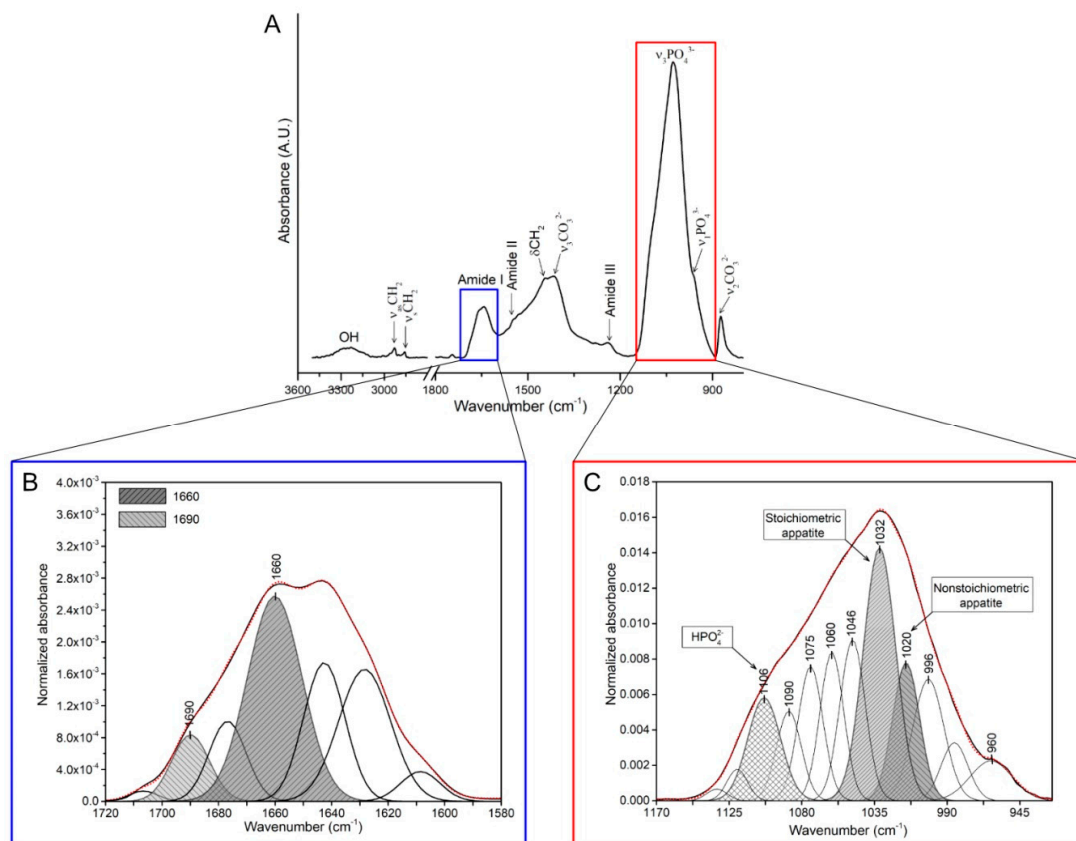 A
Absorbance (A.U.)
OH
νasCH2
νsCH2
Amide I
Amide II
δCH2
ν3CO3 2-
Amide III
ν3PO4 3-
ν1PO4 3-
ν2CO3 2-
3600 3300 3000 1800 1500 1200 900
Wavenumber (cm-1)
B
1660
1690
Normalized absorbance
4.0x10-3
3.6x10-3
3.2x10-3
2.8x10-3
2.4x10-3
2.0x10-3
1.6x10-3
1.2x10-3
8.0x10-4
4.0x10-4
0.0
1690
1660
1720 1700 1680 1660 1640 1620 1600 1580
Wavenumber (cm-1)
C
Normalized absorbance
0.018
0.016
0.014
0.012
0.010
0.008
0.006
0.004
0.002
0.000
Stoichiometric
appatite
Nonstoichiometric
appatite
HPO4 2-
1106
1090
1075
1060
1046
1032
1020
996
960
1170 1125 1080 1035 990 945
Wavenumber (cm-1)